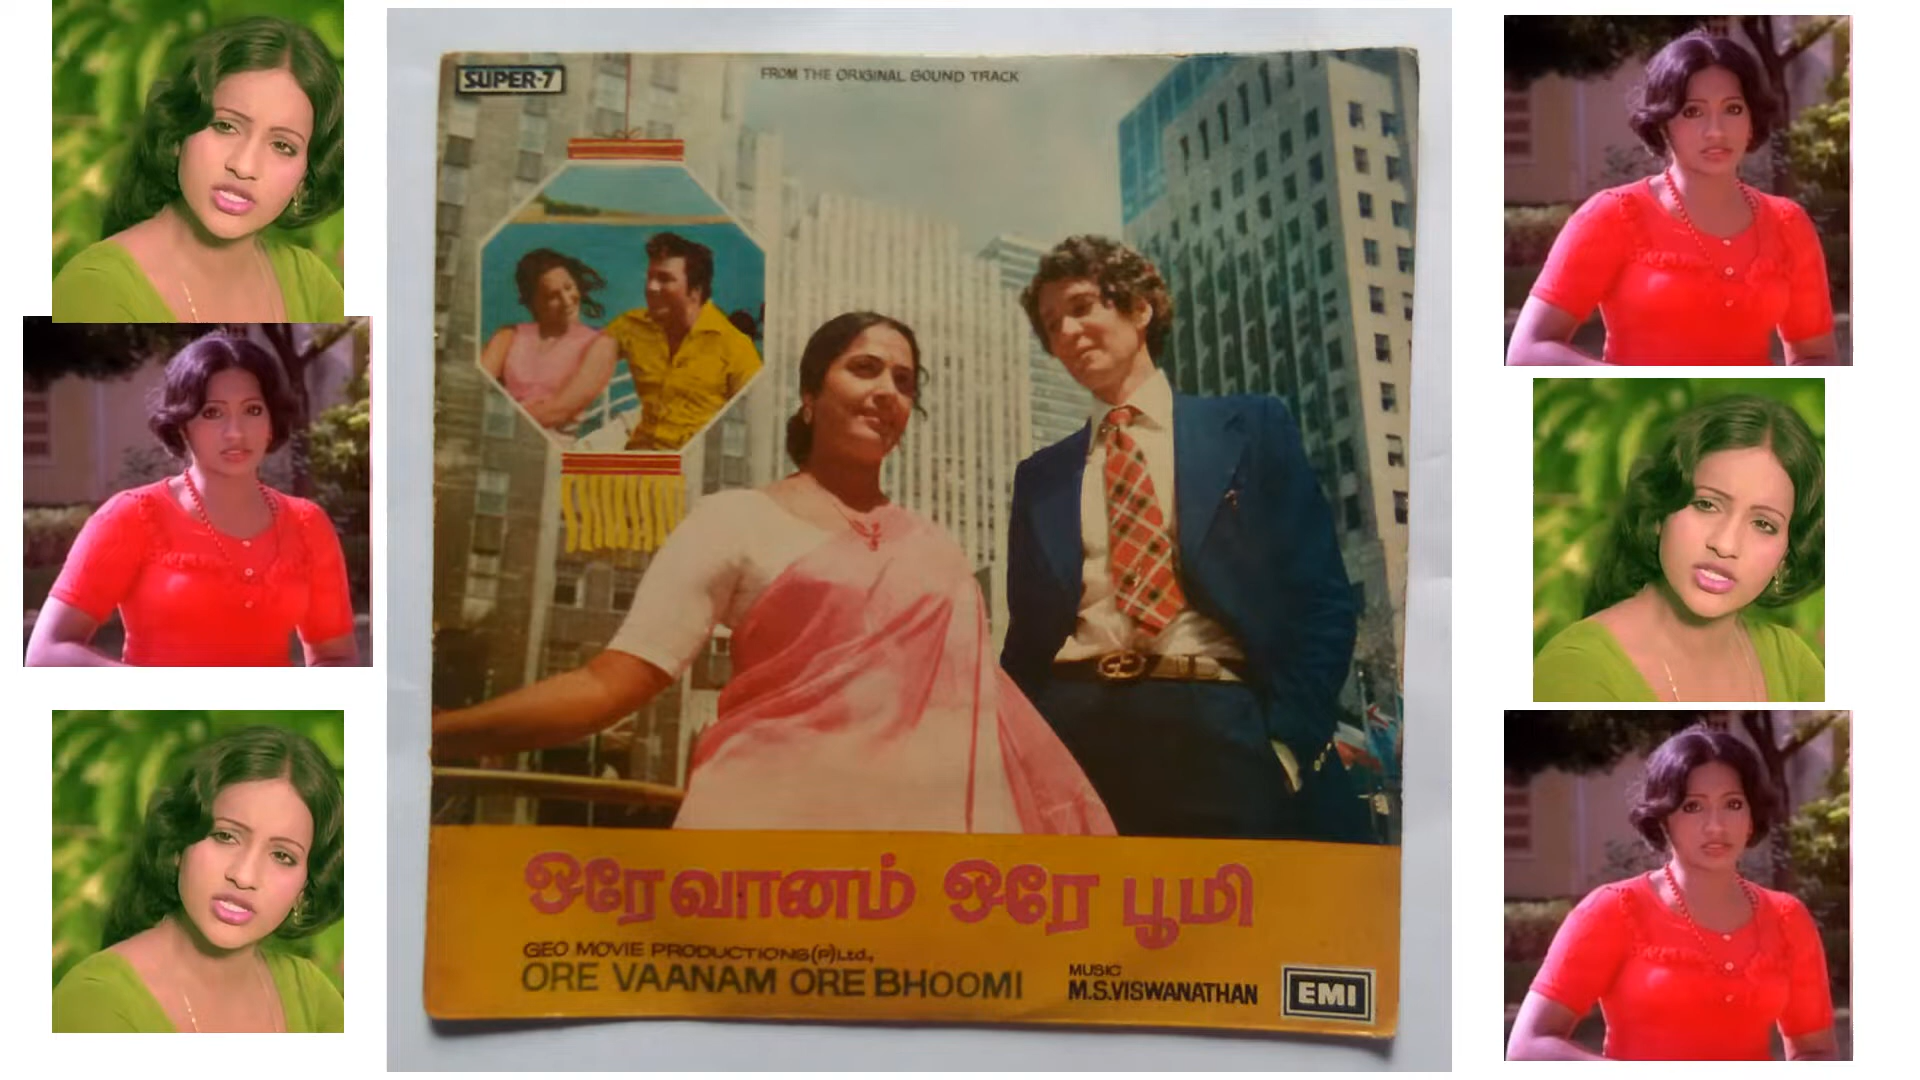 SUPER-7
FROM THE ORIGINAL SOUND TRACK
ஒரே வானம் ஒரே பூமி
GEO MOVIE PRODUCTIONS(P)Ltd.,
ORE VAANAM ORE BHOOMI
MUSIC
M.S.VISWANATHAN
EMI